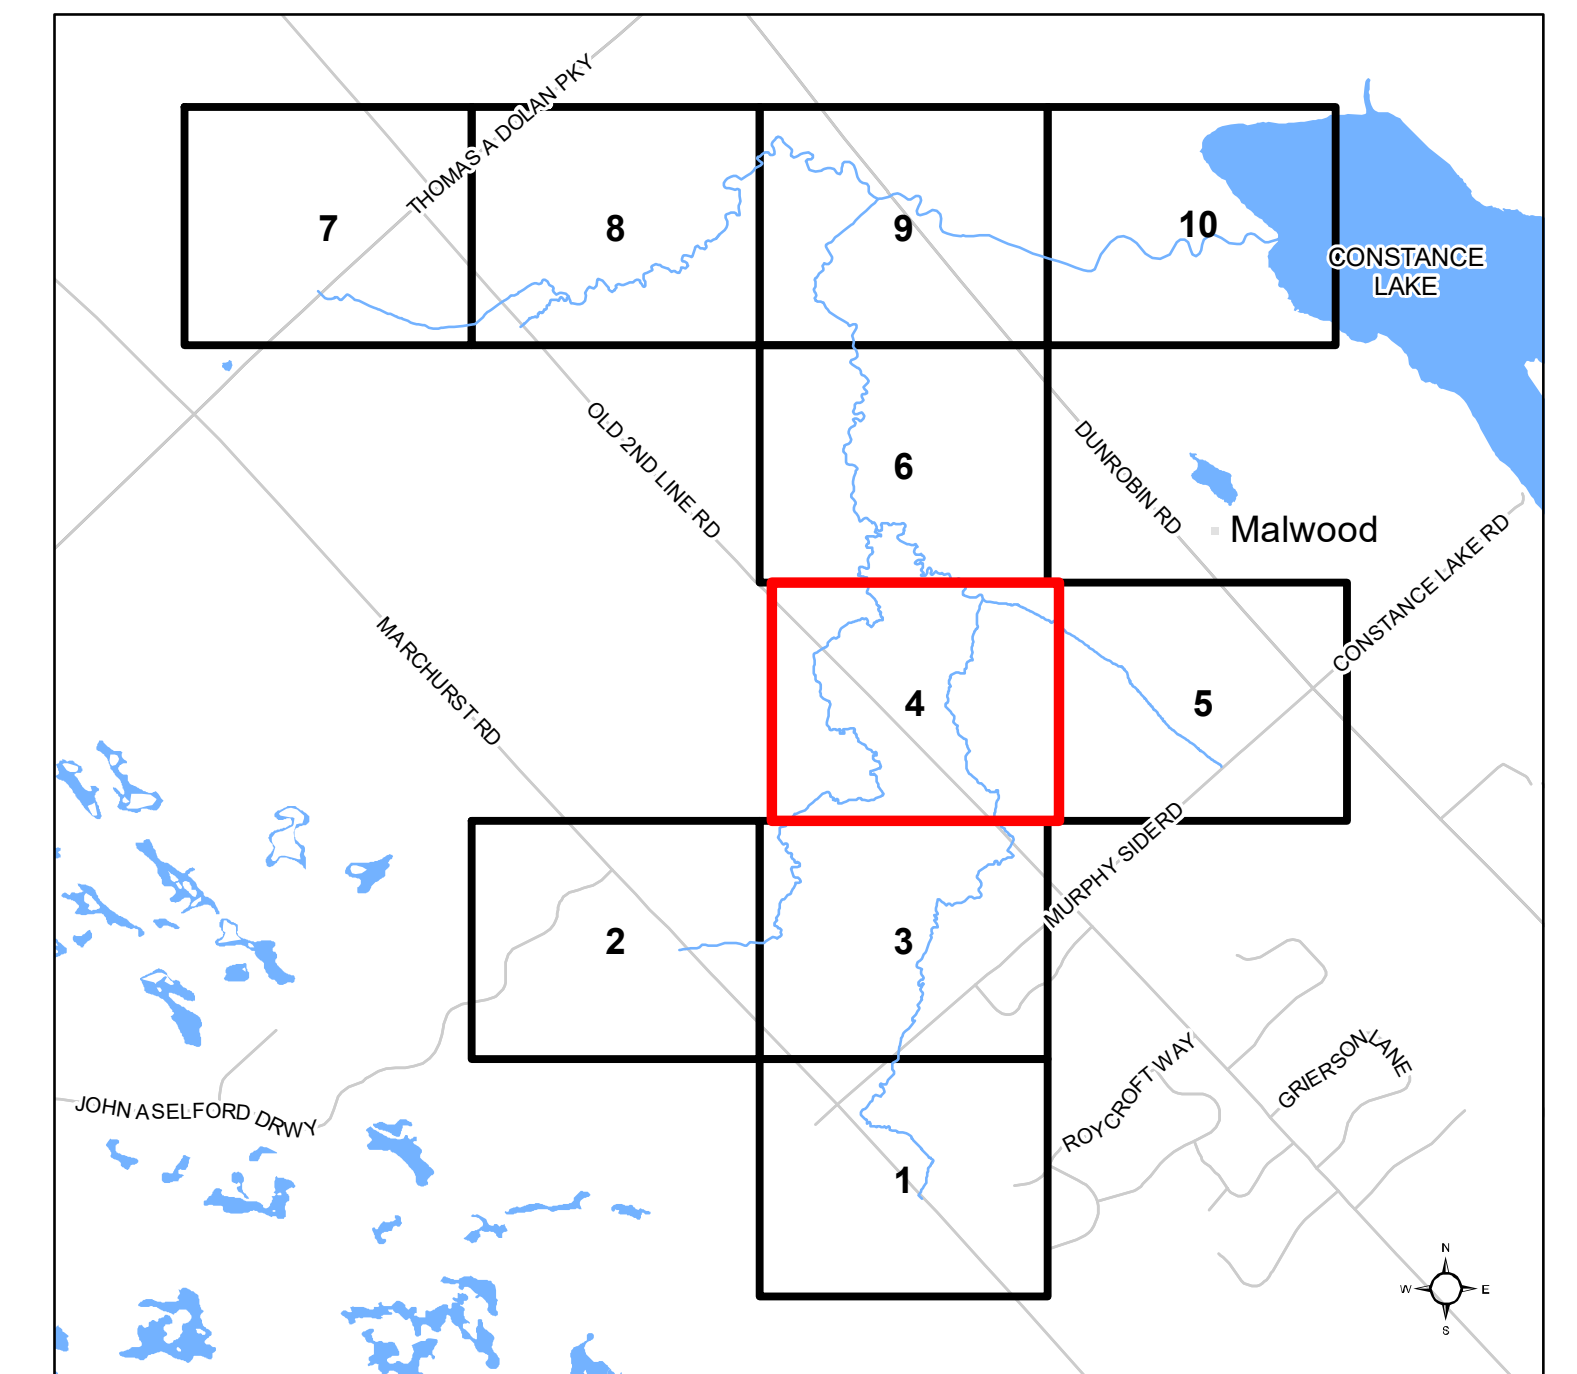 THOMAS A DOLAN PKY
7
8
9
10
CONSTANCE
LAKE
OLD 2ND LINE RD
DUNROBIN RD
6
Malwood
CONSTANCE LAKE RD
MARCHURST RD
4
5
MURPHY SIDERD
2
3
ROYCROFT WAY
GRIERSON LANE
JOHN ASELFORD DRWY
1
N
W
E
S